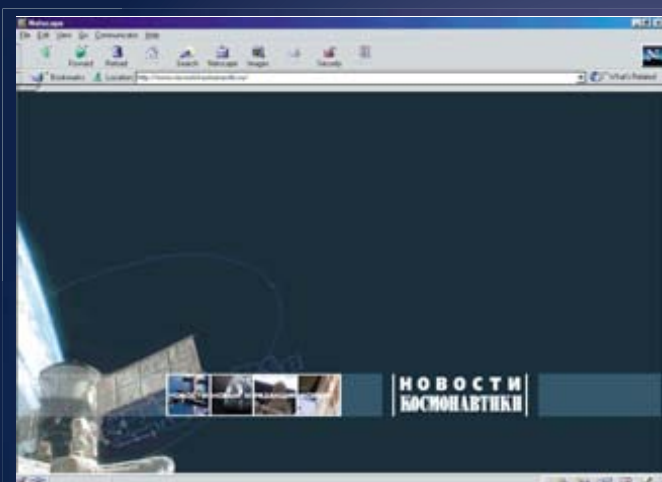 Netscape
File Edit View Go Communicator Help
Forward Reload Search Netscape Images Security
Bookmarks Location What's Related
НОВОСТИ
КОСМОНАВТИКИ